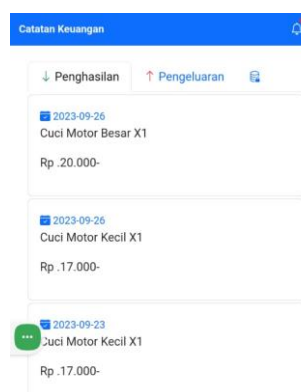 Catatan Keuangan
↓ Penghasilan ↑ Pengeluaran
2023-09-26
Cuci Motor Besar X1
Rp .20.000-
2023-09-26
Cuci Motor Kecil X1
Rp .17.000-
2023-09-23
Cuci Motor Kecil X1
Rp .17.000-